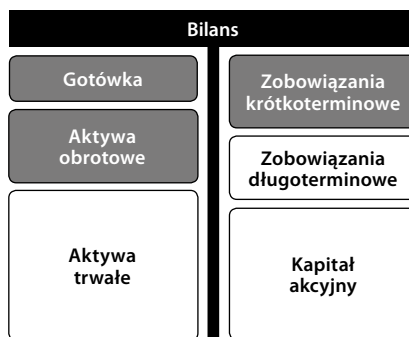 Bilans
Gotówka
Aktywa
obrotowe
Aktywa
trwałe
Zobowiązania
krótkoterminowe
Zobowiązania
długoterminowe
Kapitał
akcyjny